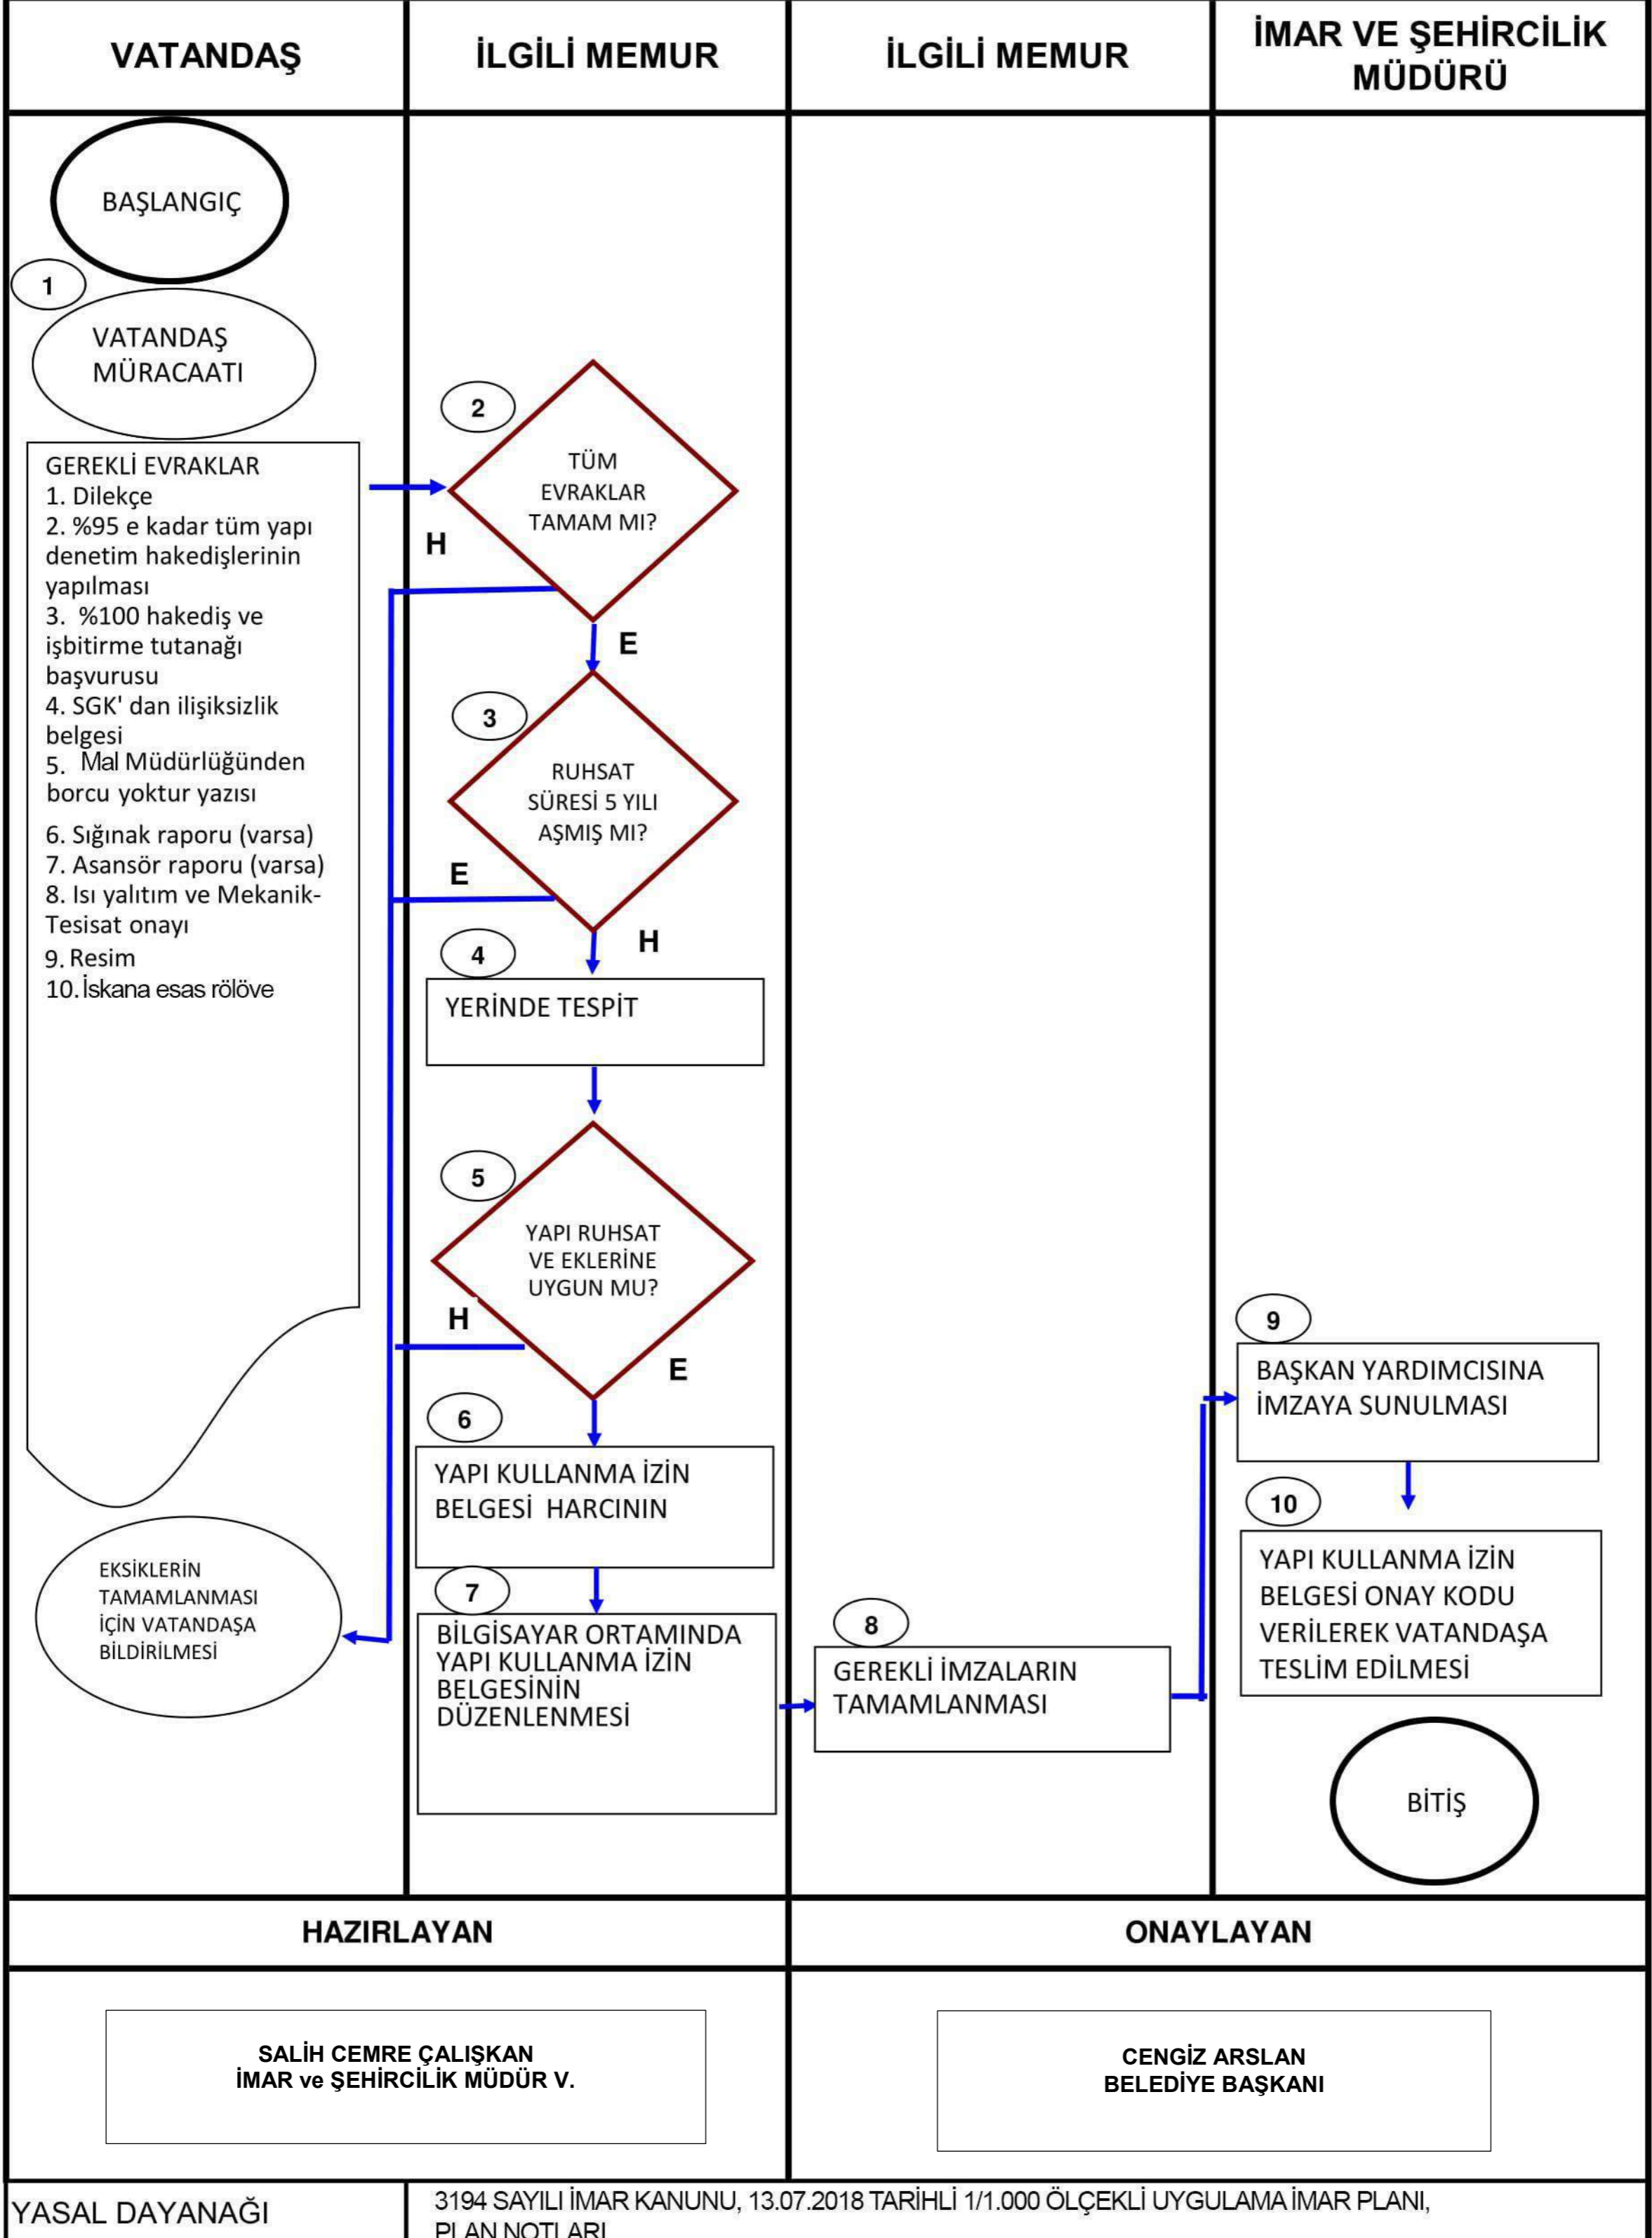 VATANDAŞ
İLGİLİ MEMUR
İLGİLİ MEMUR
İMAR VE ŞEHİRCİLİK
MÜDÜRÜ
BAŞLANGIÇ
1
VATANDAŞ
MÜRACAATI
GEREKLİ EVRAKLAR
1. Dilekçe
2. %95 e kadar tüm yapı
denetim hakedişlerinin
yapılması
3. %100 hakediş ve
işbitirme tutanağı
başvurusu
4. SGK' dan ilişiksizlik
belgesi
5. Mal Müdürlüğünden
borcu yoktur yazısı
6. Sığınak raporu (varsa)
7. Asansör raporu (varsa)
8. Isı yalıtım ve Mekanik-
Tesisat onayı
9. Resim
10. İskana esas rölöve
EKSİKLERİN
TAMAMLANMASI
İÇİN VATANDAŞA
BİLDİRİLMESİ
2
TÜM
EVRAKLAR
TAMAM MI?
H
E
3
RUHSAT
SÜRESİ 5 YILI
AŞMIŞ MI?
E
H
4
YERİNDE TESPİT
5
YAPI RUHSAT
VE EKLERİNE
UYGUN MU?
H
E
6
YAPI KULLANMA İZİN
BELGESİ HARCININ
7
BİLGİSAYAR ORTAMINDA
YAPI KULLANMA İZİN
BELGESİNİN
DÜZENLENMESİ
8
GEREKLİ İMZALARIN
TAMAMLANMASI
9
BAŞKAN YARDIMCISINA
İMZAYA SUNULMASI
10
YAPI KULLANMA İZİN
BELGESİ ONAY KODU
VERİLEREK VATANDAŞA
TESLİM EDİLMESİ
BİTİŞ
HAZIRLAYAN
ONAYLAYAN
SALİH CEMRE ÇALIŞKAN
İMAR ve ŞEHİRCİLİK MÜDÜR V.
CENGİZ ARSLAN
BELEDİYE BAŞKANI
YASAL DAYANAĞI
3194 SAYILI İMAR KANUNU, 13.07.2018 TARİHLİ 1/1.000 ÖLÇEKLİ UYGULAMA İMAR PLANI,
PLAN NOTLARI